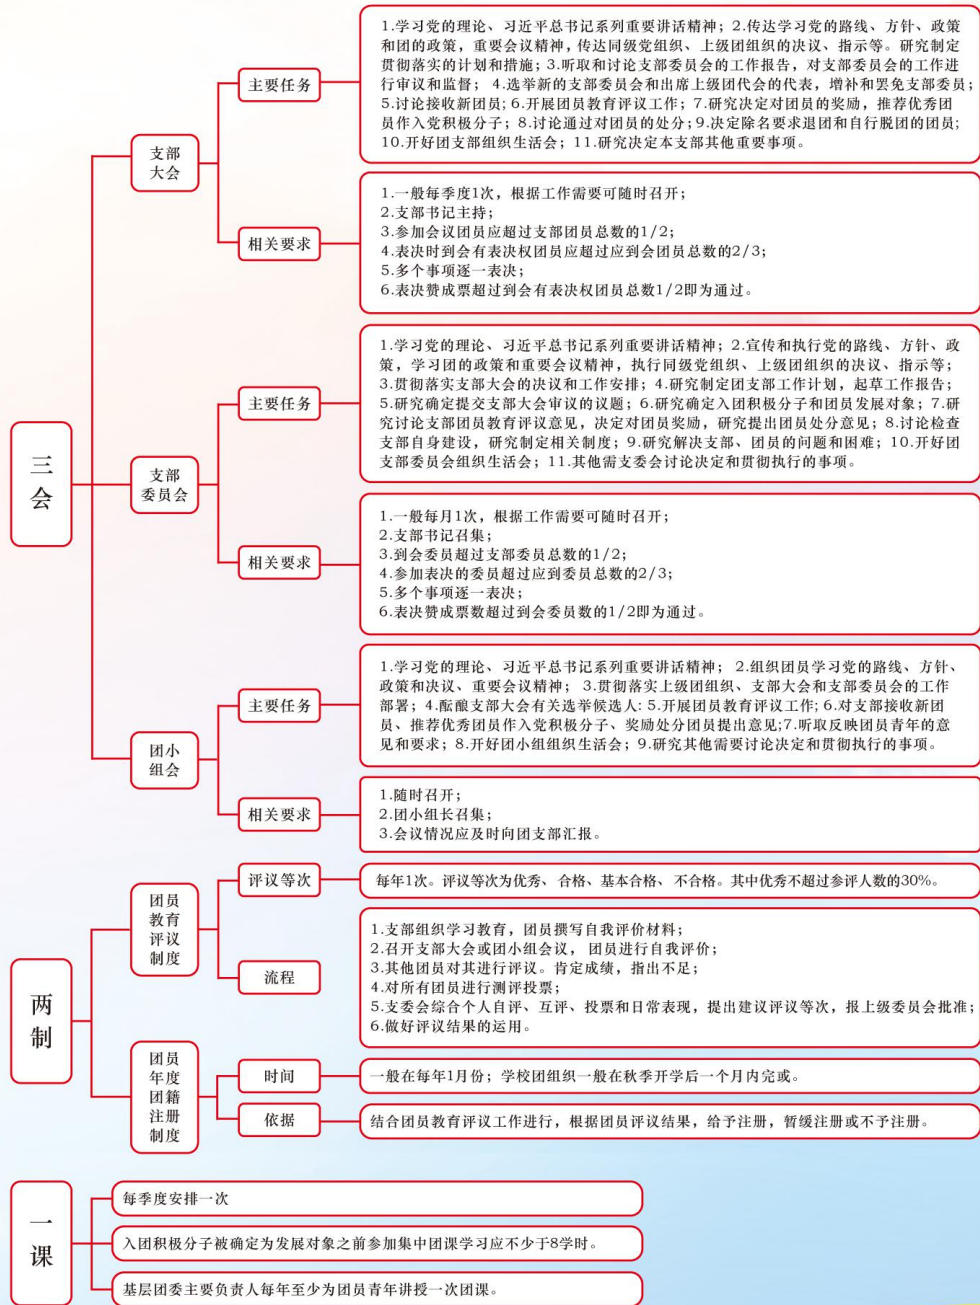 三会
支部
大会
主要任务
1.学习党的理论、习近平总书记系列重要讲话精神；2.传达学习党的路线、方针、政策
和团的政策，重要会议精神，传达同级党组织、上级团组织的决议、指示等。研究制定
贯彻落实的计划和措施；3.听取和讨论支部委员会的工作报告，对支部委员会的工作进
行审议和监督； 4.选举新的支部委员会和出席上级团代会的代表，增补和罢免支部委员；
5.讨论接收新团员；6.开展团员教育评议工作；7.研究决定对团员的奖励，推荐优秀团
员作入党积极分子；8.讨论通过对团员的处分；9.决定除名要求退团和自行脱团的团员；
10.开好团支部组织生活会；11.研究决定本支部其他重要事项。
相关要求
1.一般每季度1次，根据工作需要可随时召开；
2.支部书记主持；
3.参加会议团员应超过支部团员总数的1/2；
4.表决时到会有表决权团员应超过应到会团员总数的2/3；
5.多个事项逐一表决；
6.表决赞成票超过到会有表决权团员总数1/2即为通过。
支部
委员会
主要任务
1.学习党的理论、习近平总书记系列重要讲话精神；2.宣传和执行党的路线、方针、政
策，学习团的政策和重要会议精神，执行同级党组织、上级团组织的决议、指示等；
3.贯彻落实支部大会的决议和工作安排；4.研究制定团支部工作计划，起草工作报告；
5.研究确定提交支部大会审议的议题；6.研究确定入团积极分子和团员发展对象；7.研
究讨论支部团员教育评议意见，决定对团员奖励，研究提出团员处分意见；8.讨论检查
支部自身建设，研究制定相关制度；9.研究解决支部、团员的问题和困难；10.开好团
支部委员会组织生活会；11.其他需支委会讨论决定和贯彻执行的事项。
相关要求
1.一般每月1次，根据工作需要可随时召开；
2.支部书记召集；
3.到会委员超过支部委员总数的1/2；
4.参加表决的委员超过应到委员总数的2/3；
5.多个事项逐一表决；
6.表决赞成票数超过到会委员数的1/2即为通过。
团小
组会
主要任务
1.学习党的理论、习近平总书记系列重要讲话精神； 2.组织团员学习党的路线、方针、
政策和决议、重要会议精神； 3.贯彻落实上级团组织、支部大会和支部委员会的工作
部署；4.酝酿支部大会有关选举候选人：5.开展团员教育评议工作；6.对支部接收新团
员、推荐优秀团员作入党积极分子、奖励处分团员提出意见；7.听取反映团员青年的意
见和要求；8.开好团小组组织生活会；9.研究其他需要讨论决定和贯彻执行的事项。
相关要求
1.随时召开；
2.团小组长召集；
3.会议情况应及时向团支部汇报。
两制
团员
教育
评议
制度
评议等次
每年1次。评议等次为优秀、合格、基本合格、不合格。其中优秀不超过参评人数的30%。
流程
1.支部组织学习教育，团员撰写自我评价材料；
2.召开支部大会或团小组会议， 团员进行自我评价；
3.其他团员对其进行评议。肯定成绩，指出不足；
4.对所有团员进行测评投票；
5.支委会综合个人自评、互评、投票和日常表现，提出建议评议等次，报上级委员会批准；
6.做好评议结果的运用。
团员
年度
团籍
注册
制度
时间
一般在每年1月份；学校团组织一般在秋季开学后一个月内完或。
依据
结合团员教育评议工作进行，根据团员评议结果，给予注册，暂缓注册或不予注册。
一课
每季度安排一次
入团积极分子被确定为发展对象之前参加集中团课学习应不少于8学时。
基层团委主要负责人每年至少为团员青年讲授一次团课。